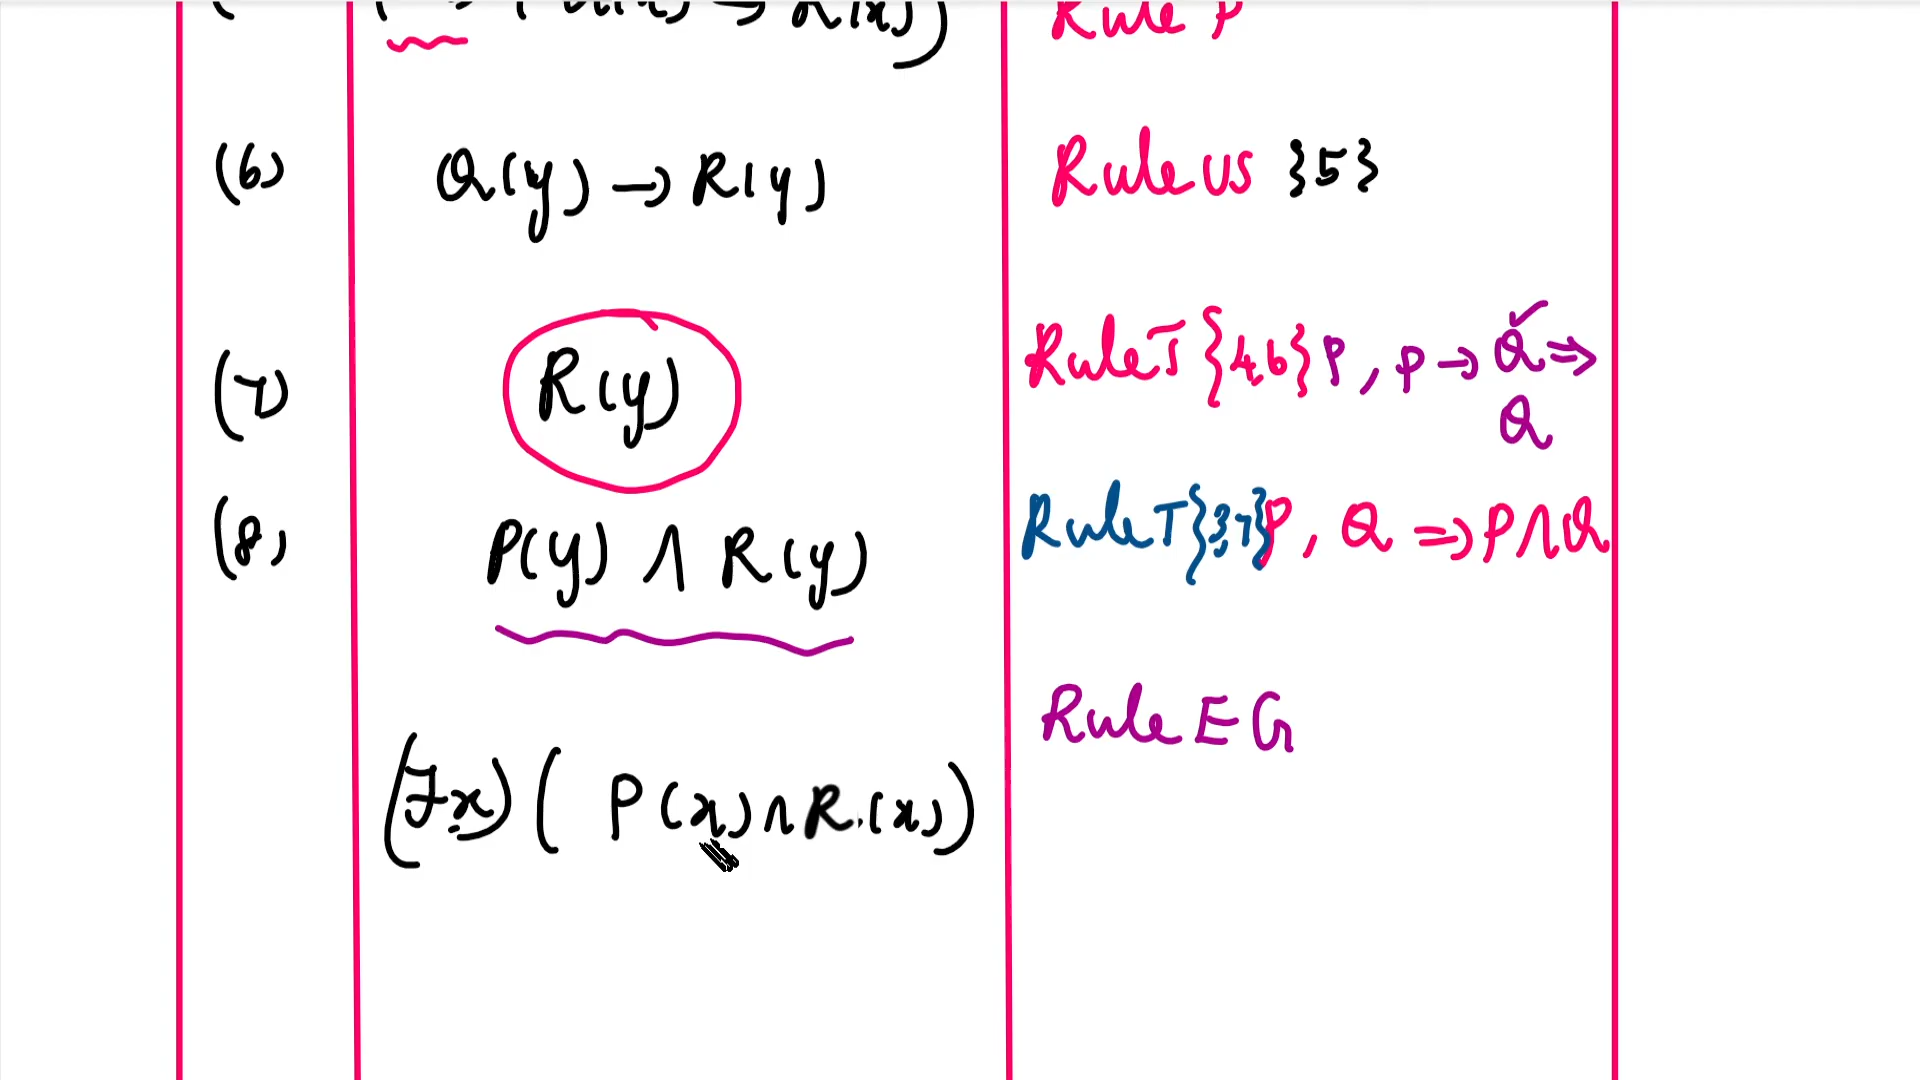 R(x)) Rule P
(6) Q(y) → R(y) Rule US }5}
(7) R(y) Rule T {4,6} P, P → Q ⇒
Q
(8) P(y) ∧ R(y) Rule T {3,7} P, Q ⇒ P ∧ Q
Rule EG
(∃x) ( P(x) ∧ R(x))